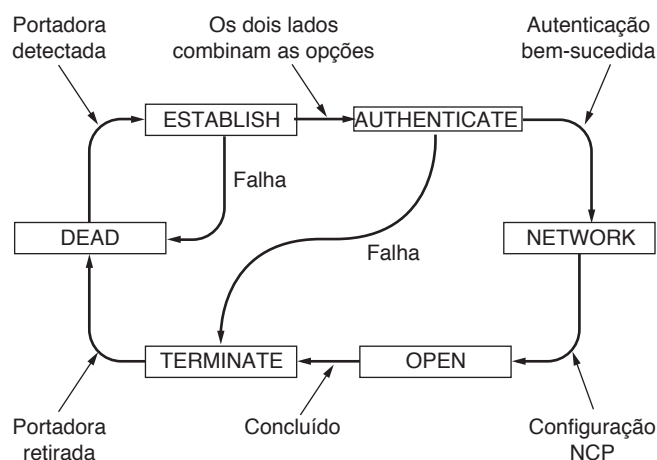 Portadora
detectada
Os dois lados
combinam as opções
Autenticação
bem-sucedida
ESTABLISH
AUTHENTICATE
Falha
DEAD
NETWORK
Falha
TERMINATE
OPEN
Portadora
retirada
Concluído
Configuração
NCP